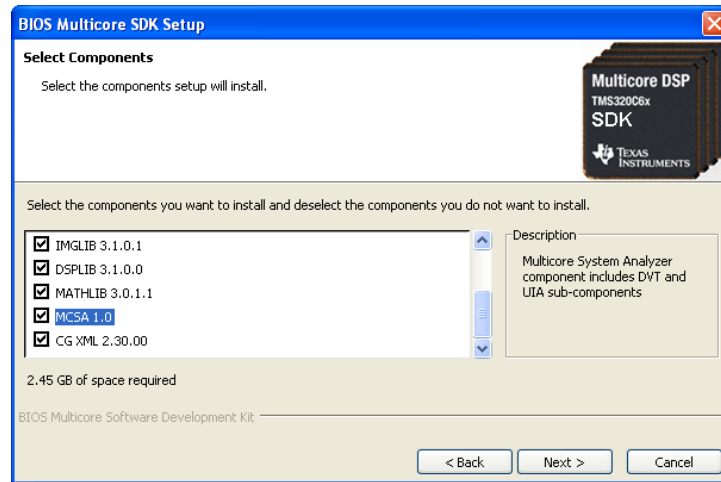 BIOS Multicore SDK Setup
Select Components
Select the components setup will install.
Multicore DSP
TMS320C6x
SDK
TEXAS
INSTRUMENTS
Select the components you want to install and deselect the components you do not want to install.
IMGLIB 3.1.0.1
DSPLIB 3.1.0.0
MATHLIB 3.0.1.1
MCSA 1.0
CG XML 2.30.00
Description
Multicore System Analyzer
component includes DVT and
UIA sub-components
2.45 GB of space required
BIOS Multicore Software Development Kit
< Back
Next >
Cancel